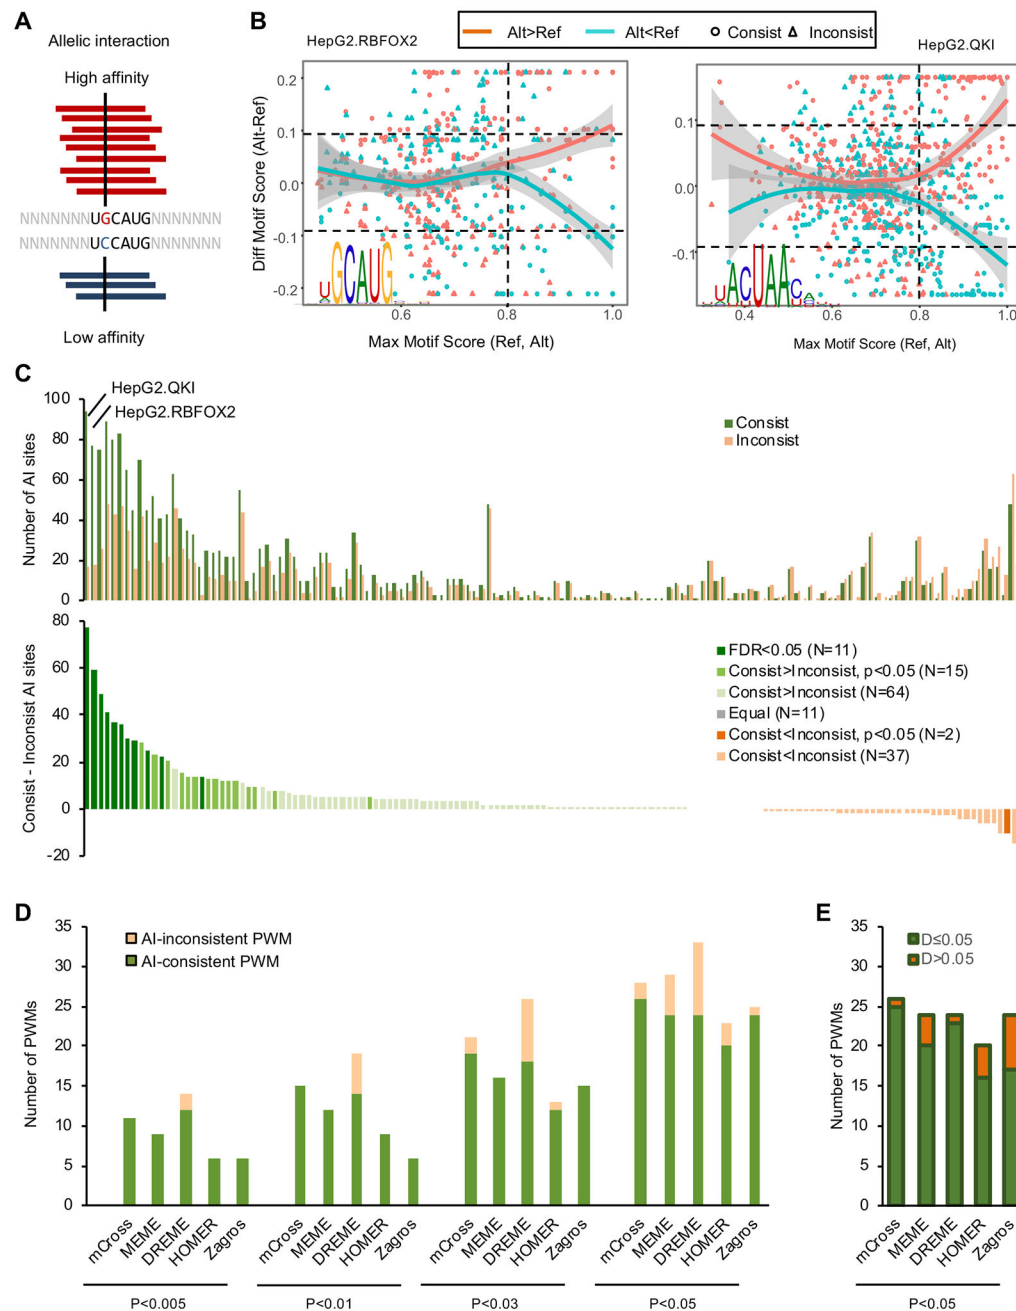 A
Allelic interaction
High affinity
NNNNNNNUGCAUGNNNNNNN
NNNNNNNUCCAUGNNNNNNN
Low affinity
B
Alt>Ref
Alt<Ref
Consist
Inconsist
HepG2.RBFOX2
HepG2.QKI
Diff Motif Score (Alt-Ref)
0.2
0.1
0.0
-0.1
-0.2
UGCAUG
0.6
0.8
1.0
Max Motif Score (Ref, Alt)
0.1
0.0
-0.1
ACUAAC
0.4
0.6
0.8
1.0
Max Motif Score (Ref, Alt)
C
HepG2.QKI
HepG2.RBFOX2
Number of AI sites
100
80
60
40
20
0
Consist
Inconsist
Consist - Inconsist AI sites
80
60
40
20
0
-20
FDR<0.05 (N=11)
Consist>Inconsist, p<0.05 (N=15)
Consist>Inconsist (N=64)
Equal (N=11)
Consist<Inconsist, p<0.05 (N=2)
Consist<Inconsist (N=37)
D
Number of PWMs
35
30
25
20
15
10
5
0
AI-inconsistent PWM
AI-consistent PWM
mCross
MEME
DREME
HOMER
Zagros
mCross
MEME
DREME
HOMER
Zagros
mCross
MEME
DREME
HOMER
Zagros
mCross
MEME
DREME
HOMER
Zagros
P<0.005
P<0.01
P<0.03
P<0.05
E
Number of PWMs
35
30
25
20
15
10
5
0
D≤0.05
D>0.05
mCross
MEME
DREME
HOMER
Zagros
P<0.05